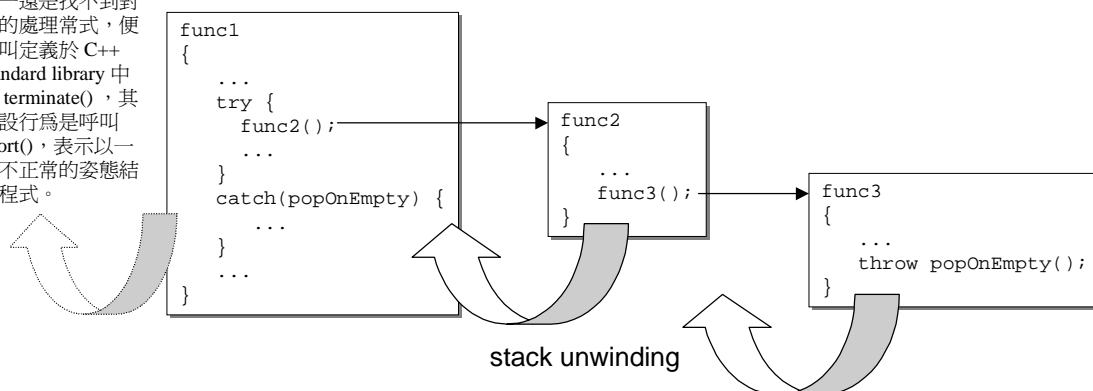 一還是找不到對
的處理常式，便
叫定義於 C++
ndard library 中
terminate()，其
設行爲是呼叫
ort()，表示以一
不正常的姿態結
程式。
func1
{
...
try {
func2();
...
}
catch(popOnEmpty) {
...
}
...
}
func2
{
...
func3();
}
func3
{
...
throw popOnEmpty();
}
stack unwinding